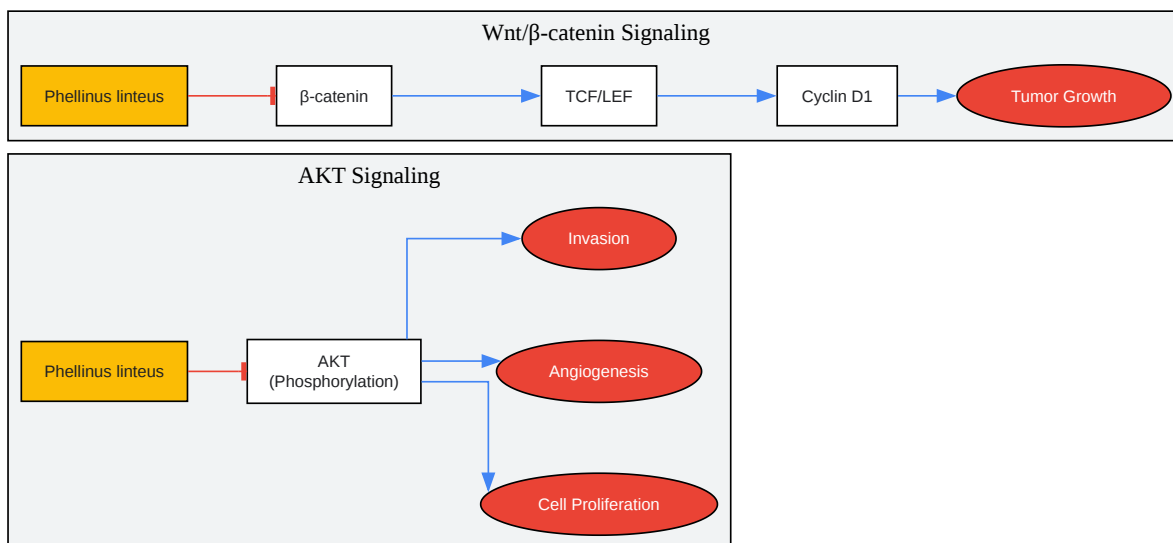 Wnt/β-catenin Signaling
Phellinus linteus
β-catenin
TCF/LEF
Cyclin D1
Tumor Growth
AKT Signaling
Invasion
Phellinus linteus
AKT
(Phosphorylation)
Angiogenesis
Cell Proliferation